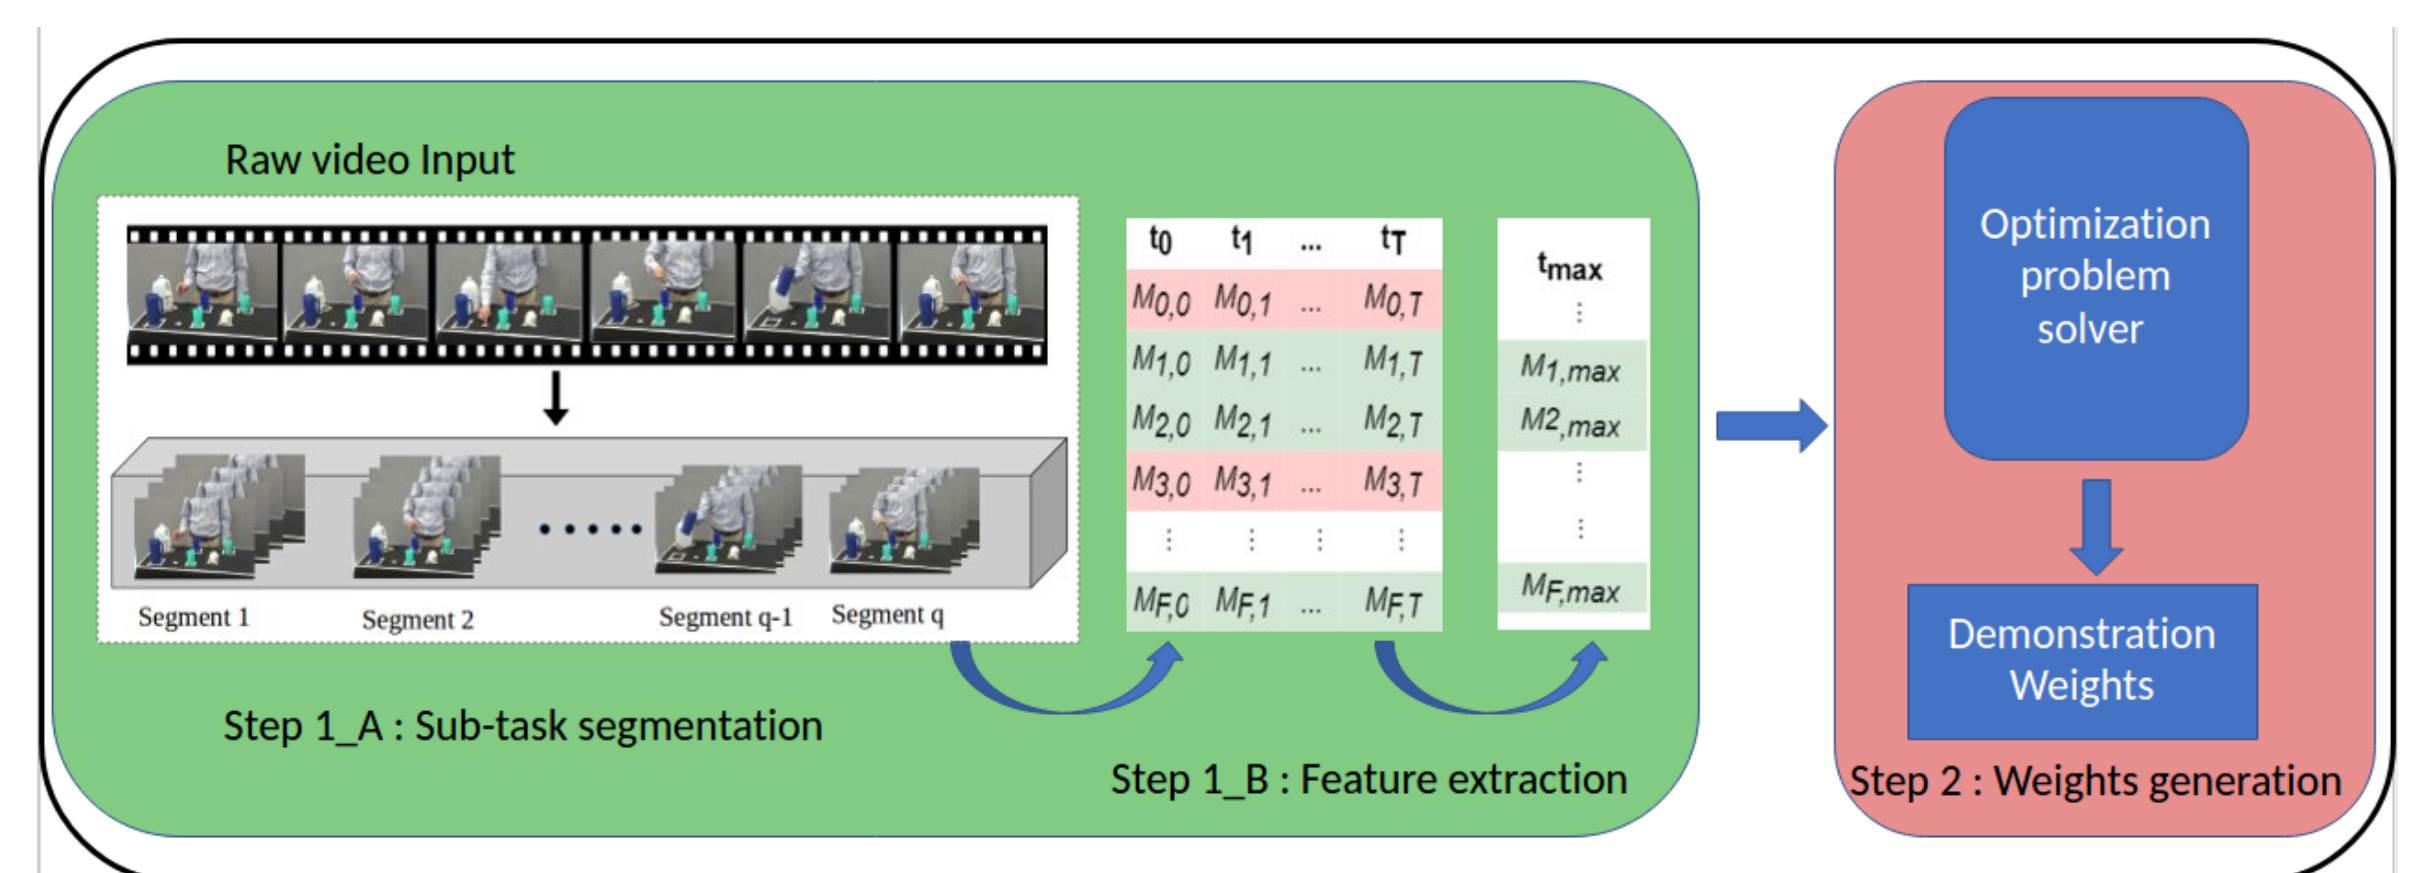 Raw video Input
Segment 1
Segment 2
Segment q-1
Segment q
Step 1_A : Sub-task segmentation
t0 t1 ... tT
M0,0 M0,1 ... M0,T
M1,0 M1,1 ... M1,T
M2,0 M2,1 ... M2,T
M3,0 M3,1 ... M3,T
⋮ ⋮ ⋮ ⋮
MF,0 MF,1 ... MF,T
tmax
⋮
M1,max
M2,max
⋮
⋮
MF,max
Step 1_B : Feature extraction
Optimization
problem
solver
Demonstration
Weights
Step 2 : Weights generation